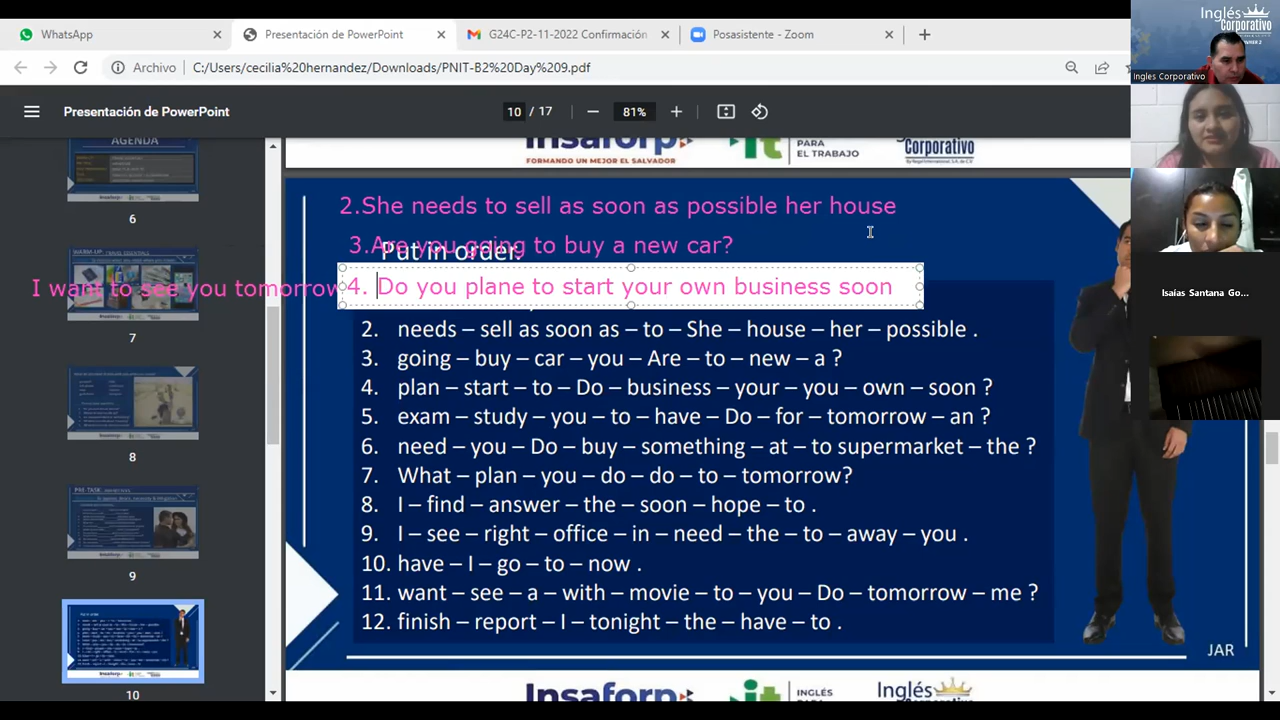 WhatsApp
Presentación de PowerPoint
G24C-P2-11-2022 Confirmación
Posasistente - Zoom
Archivo
C:/Users/cecilia%20hernandez/Downloads/PNIT-B2%20Day%209.pdf
Presentación de PowerPoint
10 / 17
81%
Inglés Corporativo
Ingles Corporativo
AGENDA
6
WARM-UP
7
8
9
10
Insaforp
FORMANDO UN MEJOR EL SALVADOR
PARA
EL TRABAJO
Corporativo
2.She needs to sell as soon as possible her house
3.Are you going to buy a new car?
Put in order.
I want to see you tomorrow
4. Do you plane to start your own business soon
2. needs – sell as soon as – to – She – house – her – possible .
3. going – buy – car – you – Are – to – new – a ?
4. plan – start – to – Do – business – your – you – own – soon ?
5. exam – study – you – to – have – Do – for – tomorrow – an ?
6. need – you – Do – buy – something – at – to supermarket – the ?
7. What – plan – you – do – do – to – tomorrow?
8. I – find – answer – the – soon – hope – to .
9. I – see – right – office – in – need – the – to – away – you .
10. have – I – go – to – now .
11. want – see – a – with – movie – to – you – Do – tomorrow – me ?
12. finish – report – I – tonight – the – have – to .
JAR
Isaías Santana Go...
Insaforp
it
INGLÉS
Inglés